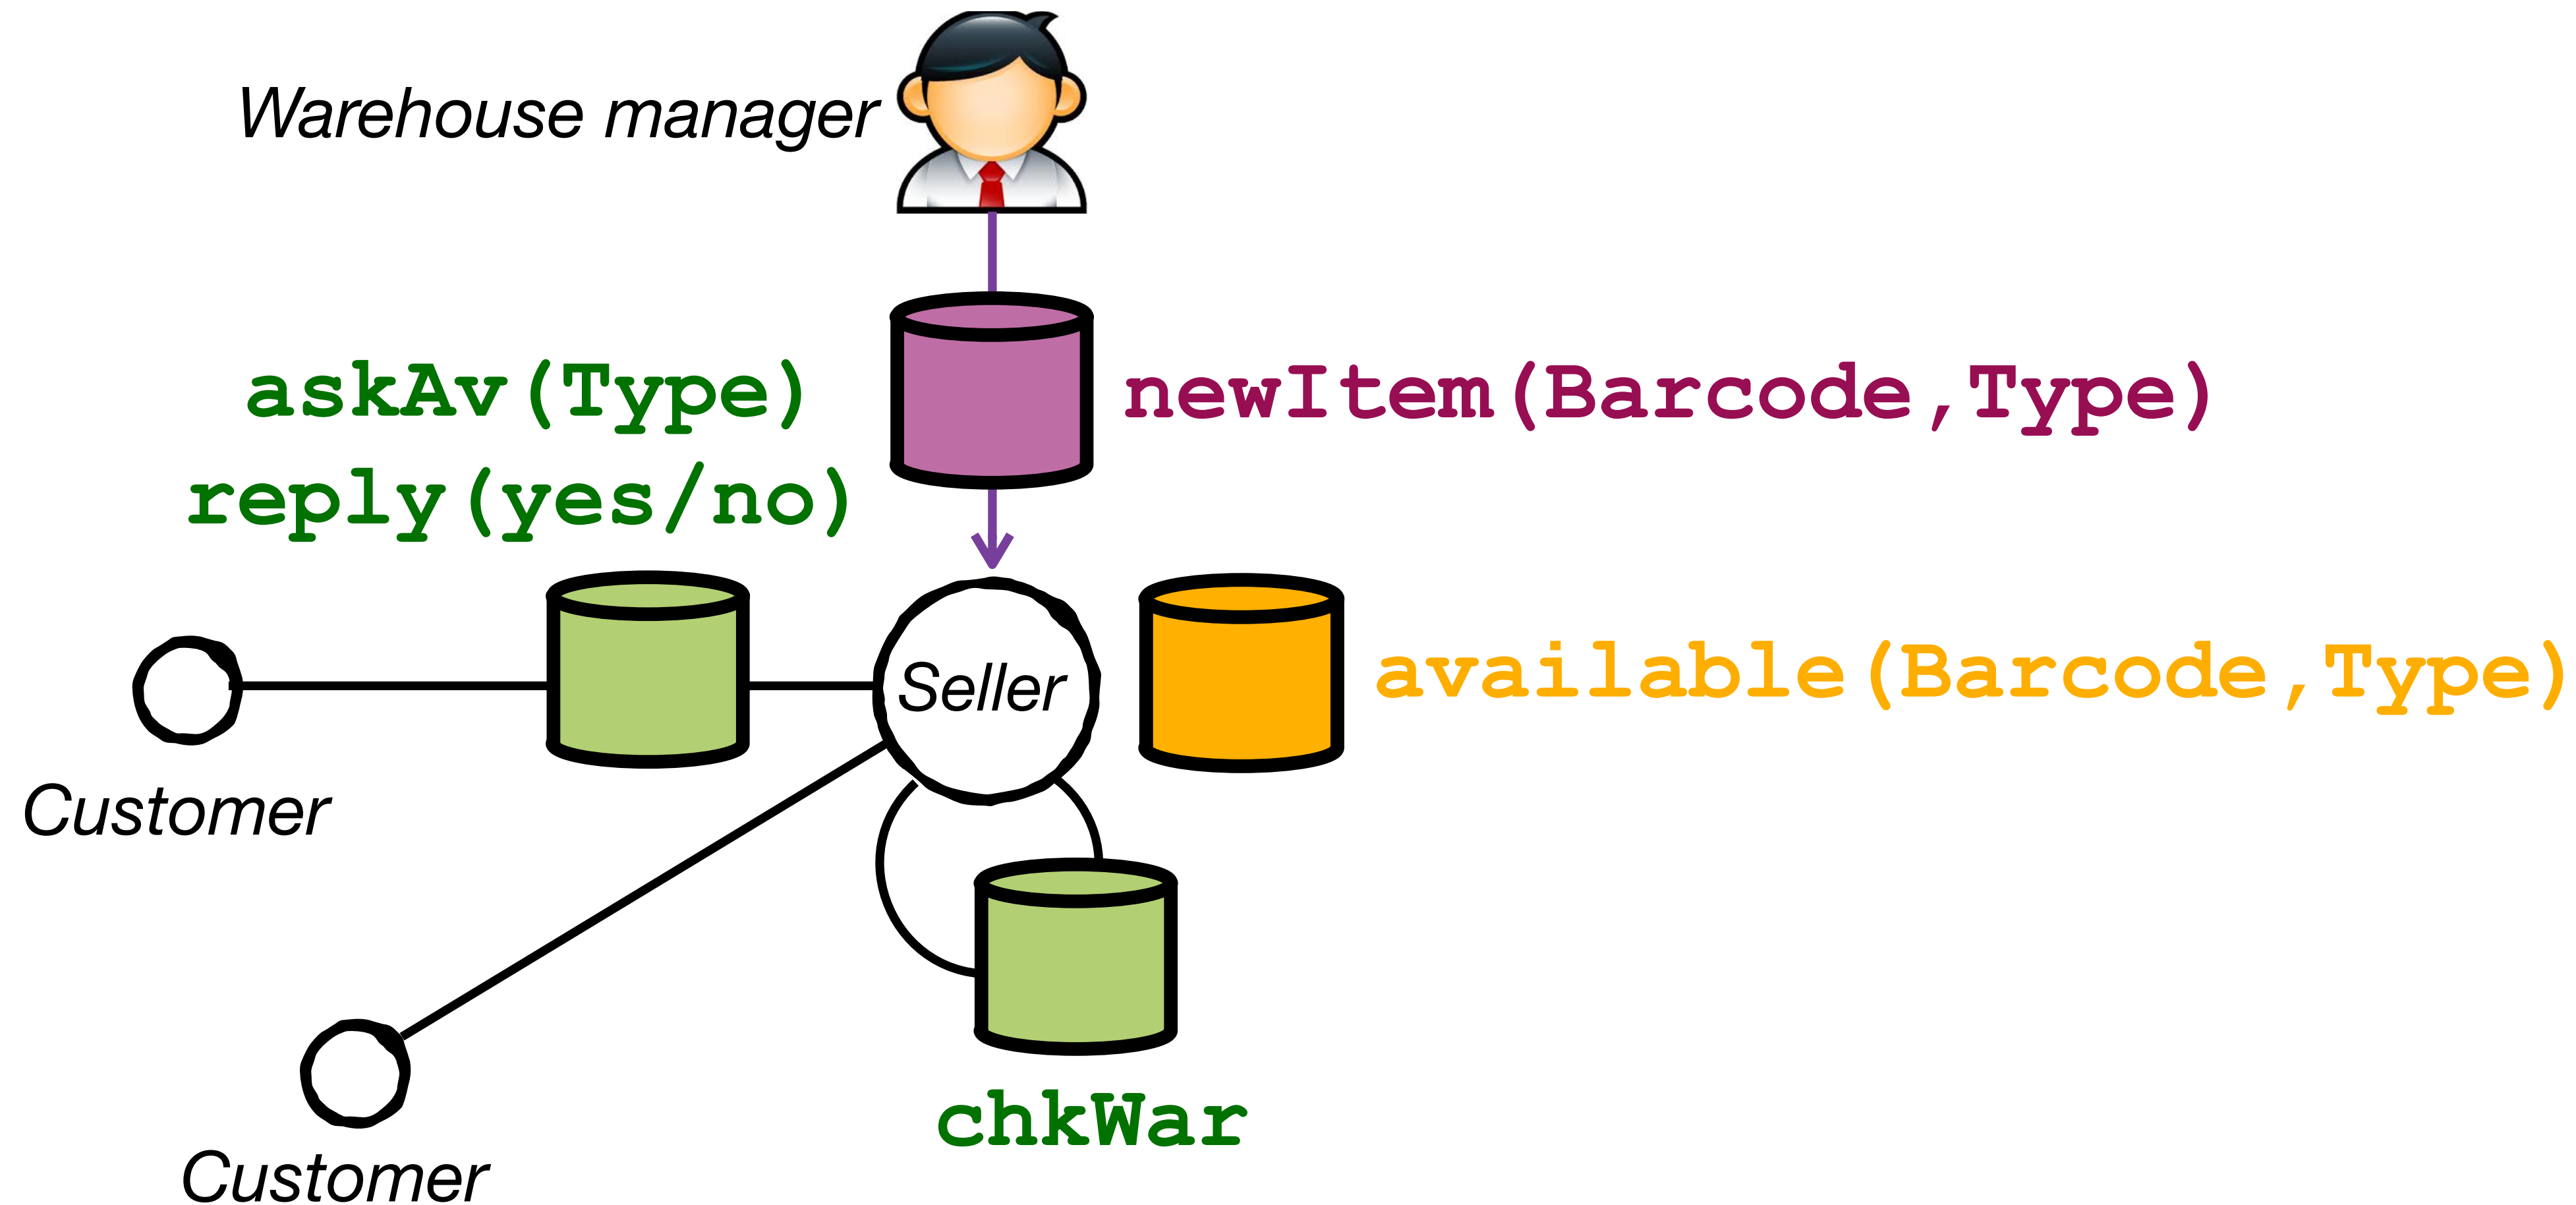 Warehouse manager
askAv(Type)
reply(yes/no)
newItem(Barcode,Type)
Seller
available(Barcode,Type)
Customer
chkWar
Customer